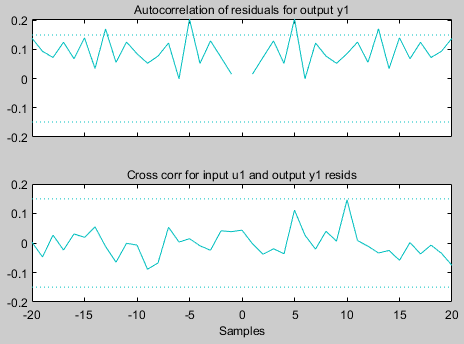 Autocorrelation of residuals for output y1
0.2
0.1
0
-0.1
-0.2
Cross corr for input u1 and output y1 resids
0.2
0.1
0
-0.1
-0.2
-20 -15 -10 -5 0 5 10 15 20
Samples